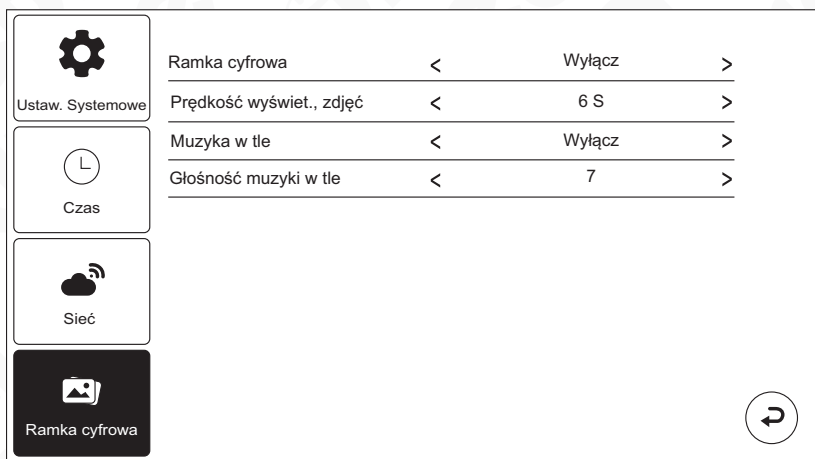 Ustaw. Systemowe
Czas
Sieć
Ramka cyfrowa
Ramka cyfrowa < Wyłącz >
Prędkość wyświet., zdjęć < 6 S >
Muzyka w tle < Wyłącz >
Głośność muzyki w tle < 7 >